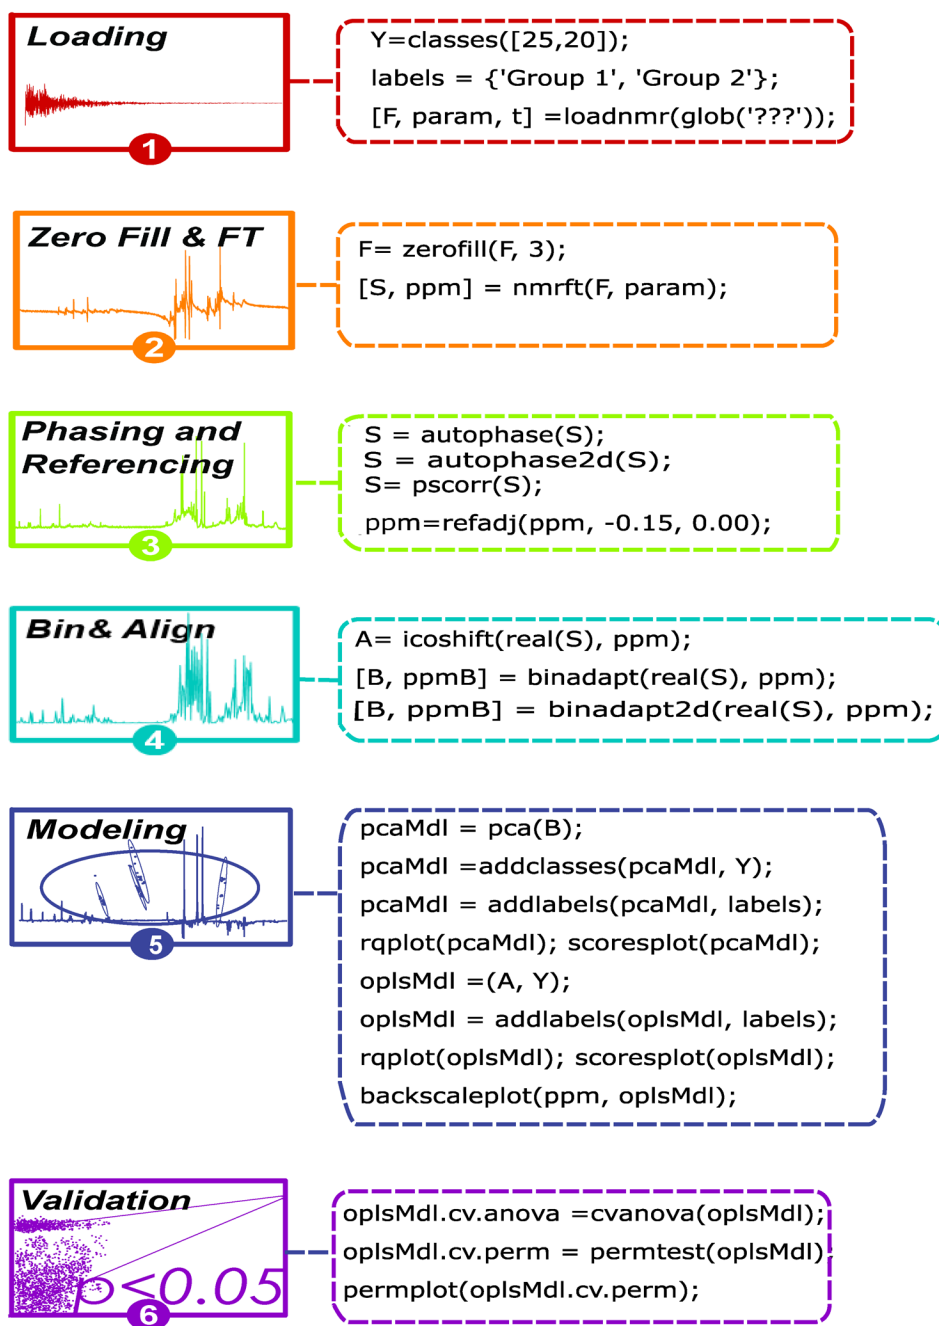 Loading
1
Y=classes([25,20]);
labels = {'Group 1', 'Group 2'};
[F, param, t] =loadnmr(glob('???'));
Zero Fill & FT
2
F= zerofill(F, 3);
[S, ppm] = nmrft(F, param);
Phasing and
Referencing
3
S = autophase(S);
S = autophase2d(S);
S= pscorr(S);
ppm=refadj(ppm, -0.15, 0.00);
Bin& Align
4
A= icoshift(real(S), ppm);
[B, ppmB] = binadapt(real(S), ppm);
[B, ppmB] = binadapt2d(real(S), ppm);
Modeling
5
pcaMdl = pca(B);
pcaMdl =addclasses(pcaMdl, Y);
pcaMdl = addlabels(pcaMdl, labels);
rqplot(pcaMdl); scoresplot(pcaMdl);
oplsMdl =(A, Y);
oplsMdl = addlabels(oplsMdl, labels);
rqplot(oplsMdl); scoresplot(oplsMdl);
backscaleplot(ppm, oplsMdl);
Validation
p<0.05
6
oplsMdl.cv.anova =cvanova(oplsMdl);
oplsMdl.cv.perm = permtest(oplsMdl);
permplot(oplsMdl.cv.perm);